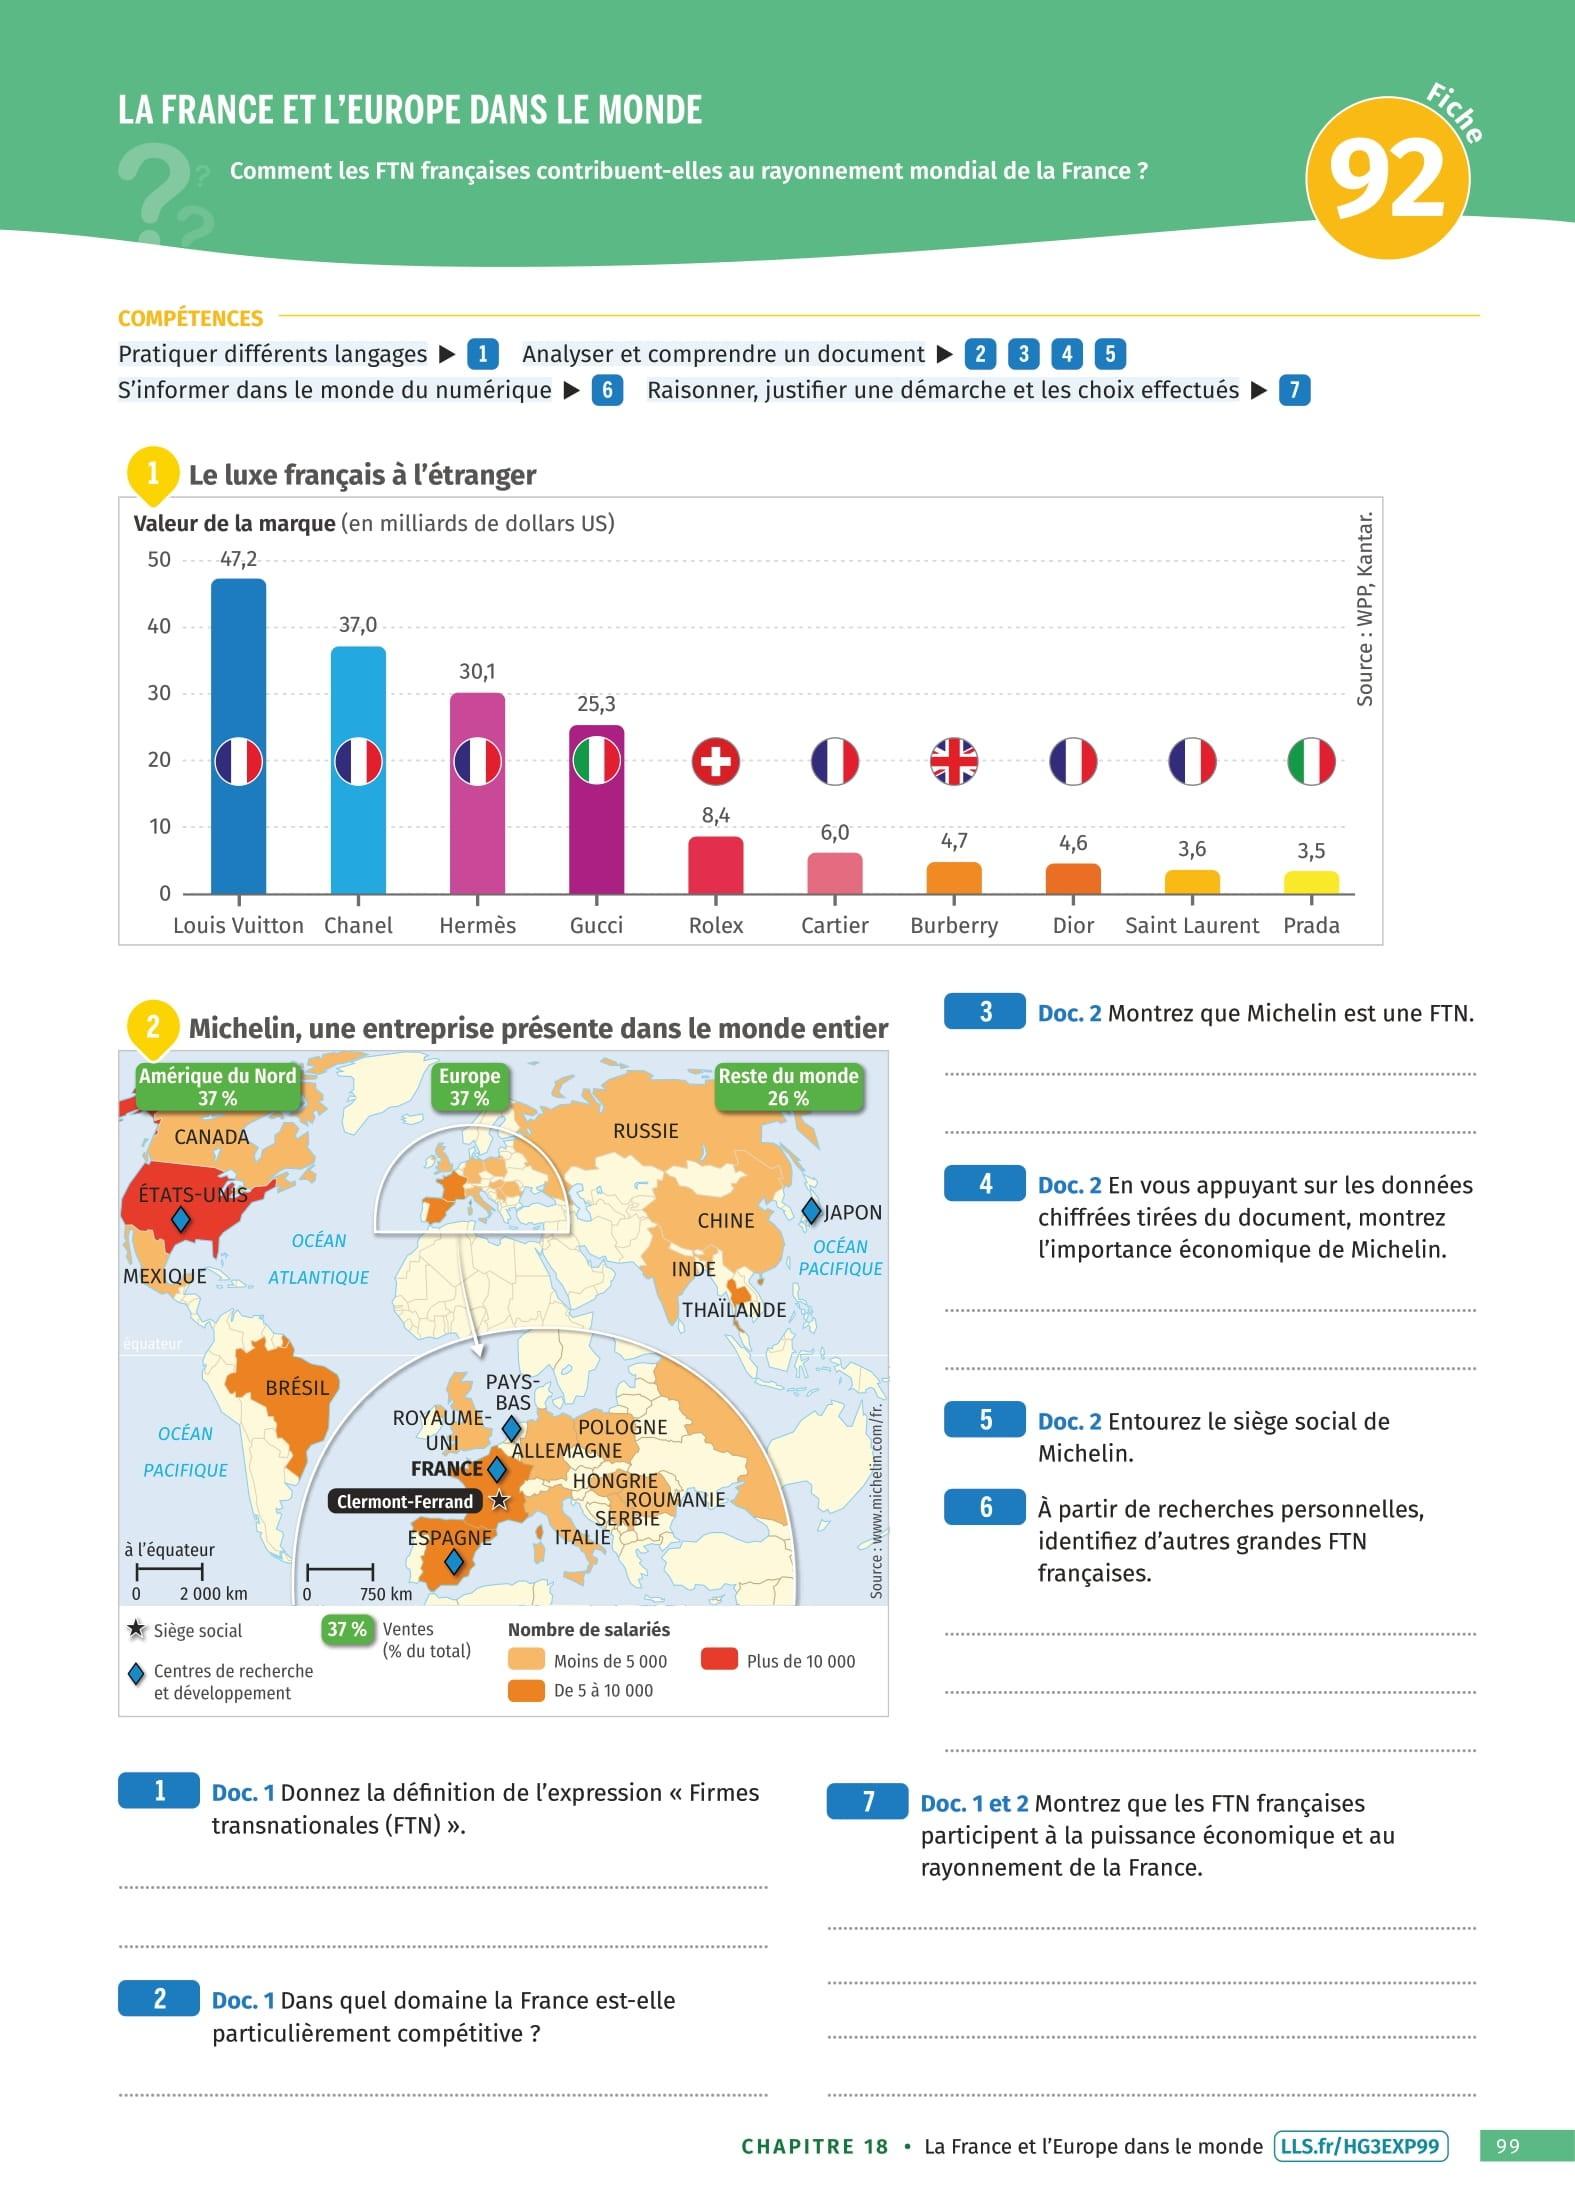 LA FRANCE ET L'EUROPE DANS LE MONDE
Comment les FTN françaises contribuent-elles au rayonnement mondial de la France ?
Fiche
92
COMPÉTENCES
Pratiquer différents langages ▶ 1 Analyser et comprendre un document ▶ 2 3 4 5
S'informer dans le monde du numérique ▶ 6 Raisonner, justifier une démarche et les choix effectués ▶ 7
1 Le luxe français à l'étranger
Valeur de la marque (en milliards de dollars US)
50
40
30
20
10
0
47,2
37,0
30,1
25,3
8,4
6,0
4,7
4,6
3,6
3,5
Louis Vuitton Chanel Hermès Gucci Rolex Cartier Burberry Dior Saint Laurent Prada
Source : WPP, Kantar.
2 Michelin, une entreprise présente dans le monde entier
Amérique du Nord
37 %
Europe
37 %
Reste du monde
26 %
CANADA
RUSSIE
ÉTATS-UNIS
CHINE
JAPON
OCÉAN
ATLANTIQUE
OCÉAN
PACIFIQUE
MEXIQUE
INDE
THAÏLANDE
équateur
BRÉSIL
OCÉAN
PACIFIQUE
PAYS-
BAS
ROYAUME-
UNI
POLOGNE
ALLEMAGNE
FRANCE
HONGRIE
Clermont-Ferrand
ROUMANIE
SERBIE
ESPAGNE
ITALIE
à l'équateur
0 2 000 km
0 750 km
Source : www.michelin.com/fr.
Siège social
Centres de recherche
et développement
37 % Ventes
(% du total)
Nombre de salariés
Moins de 5 000
De 5 à 10 000
Plus de 10 000
3 Doc. 2 Montrez que Michelin est une FTN.
4 Doc. 2 En vous appuyant sur les données
chiffrées tirées du document, montrez
l'importance économique de Michelin.
5 Doc. 2 Entourez le siège social de
Michelin.
6 À partir de recherches personnelles,
identifiez d'autres grandes FTN
françaises.
1 Doc. 1 Donnez la définition de l'expression « Firmes
transnationales (FTN) ».
2 Doc. 1 Dans quel domaine la France est-elle
particulièrement compétitive ?
7 Doc. 1 et 2 Montrez que les FTN françaises
participent à la puissance économique et au
rayonnement de la France.
CHAPITRE 18 • La France et l'Europe dans le monde LLS.fr/HG3EXP99 99